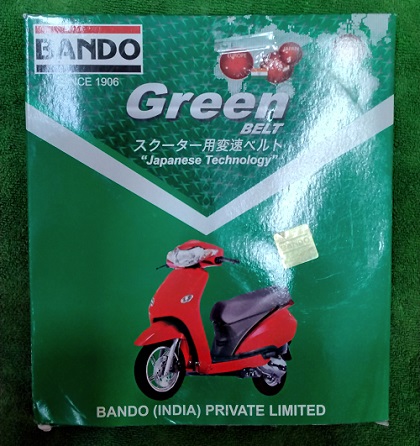 BANDO
SINCE 1906
Green
BELT
スクーター用変速ベルト
"Japanese Technology"
BANDO (INDIA) PRIVATE LIMITED